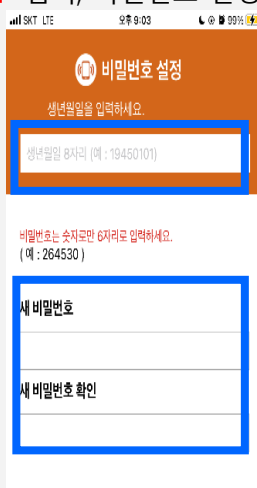 SKT LTE 오후 9:03 99%
비밀번호 설정
생년월일을 입력하세요.
생년월일 8자리 (예 : 19450101)
비밀번호는 숫자로만 6자리로 입력하세요.
( 예 : 264530 )
새 비밀번호
새 비밀번호 확인